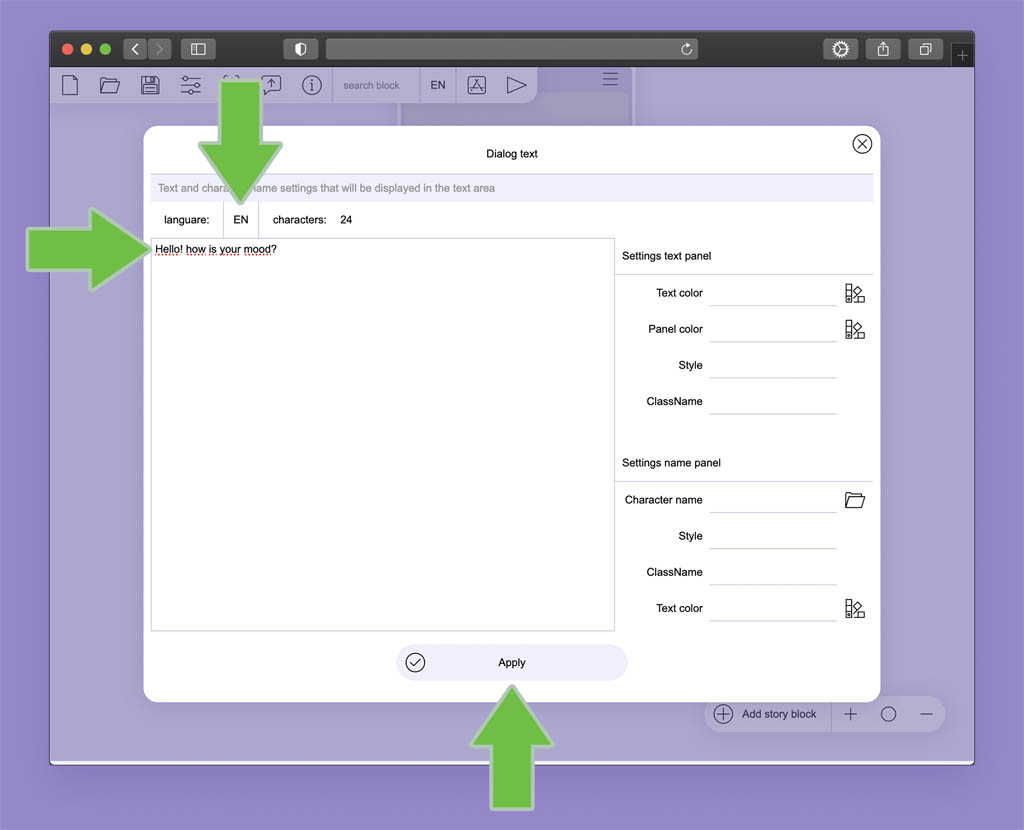 search block
EN
Dialog text
Text and charac ame settings that will be displayed in the text area
languare: EN characters: 24
Hello! how is your mood?
Settings text panel
Text color
Panel color
Style
ClassName
Settings name panel
Character name
Style
ClassName
Text color
Apply
Add story block